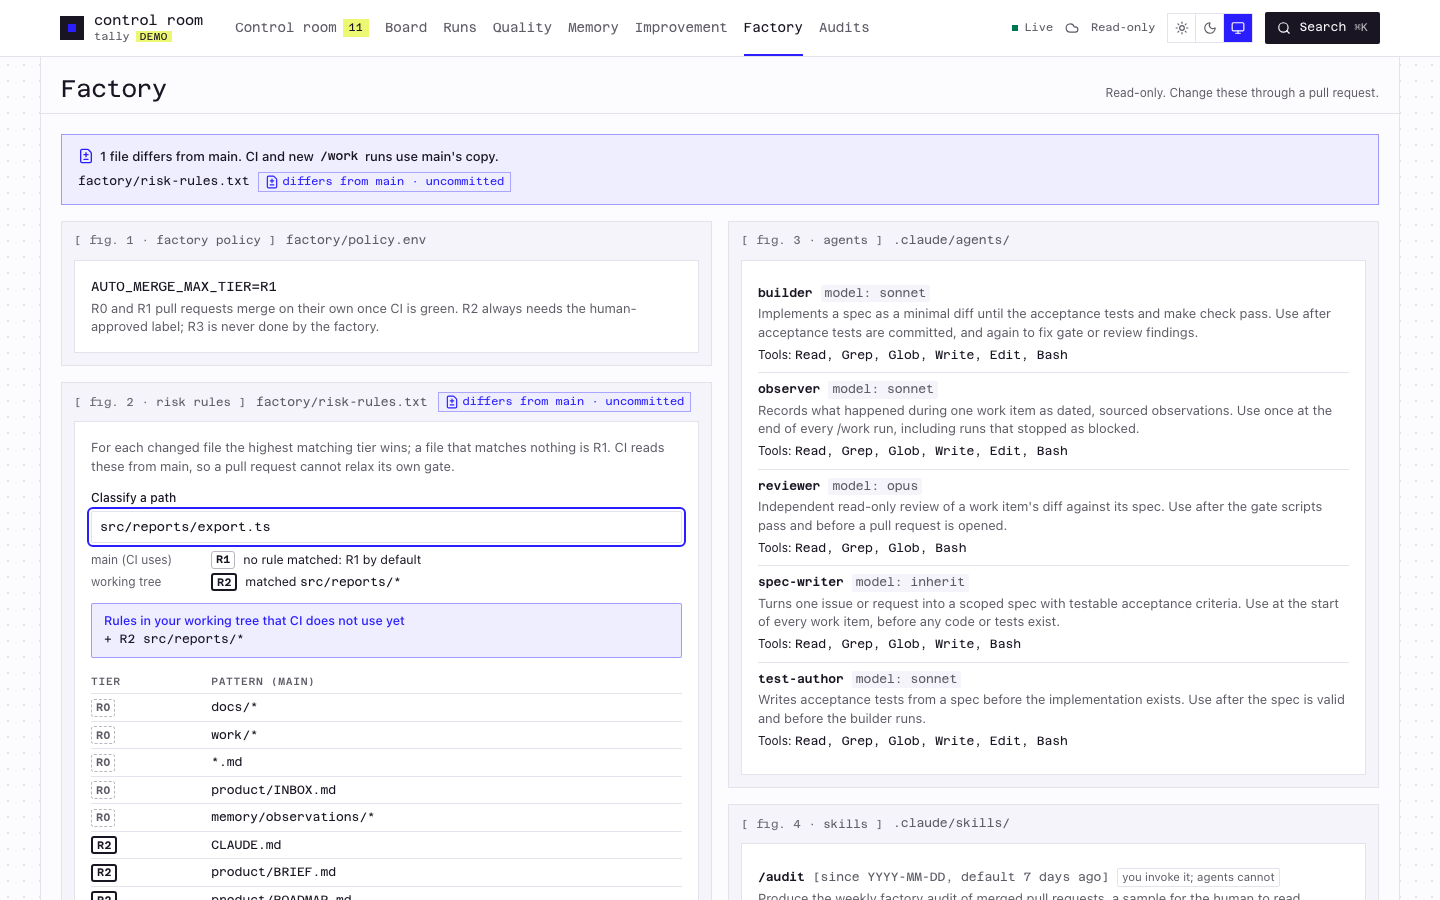 control room
tally DEMO
Control room 11 Board Runs Quality Memory Improvement Factory Audits
Live Read-only
Search ⌘K
Factory
Read-only. Change these through a pull request.
1 file differs from main. CI and new /work runs use main's copy.
factory/risk-rules.txt differs from main · uncommitted
[ fig. 1 · factory policy ] factory/policy.env
AUTO_MERGE_MAX_TIER=R1
R0 and R1 pull requests merge on their own once CI is green. R2 always needs the human-
approved label; R3 is never done by the factory.
[ fig. 2 · risk rules ] factory/risk-rules.txt differs from main · uncommitted
For each changed file the highest matching tier wins; a file that matches nothing is R1. CI reads
these from main, so a pull request cannot relax its own gate.
Classify a path
src/reports/export.ts
main (CI uses) R1 no rule matched: R1 by default
working tree R2 matched src/reports/*
Rules in your working tree that CI does not use yet
+ R2 src/reports/*
TIER PATTERN (MAIN)
R0 docs/*
R0 work/*
R0 *.md
R0 product/INBOX.md
R0 memory/observations/*
R2 CLAUDE.md
R2 product/BRIEF.md
R2 product/ROADMAP.md
[ fig. 3 · agents ] .claude/agents/
builder model: sonnet
Implements a spec as a minimal diff until the acceptance tests and make check pass. Use after
acceptance tests are committed, and again to fix gate or review findings.
Tools: Read, Grep, Glob, Write, Edit, Bash
observer model: sonnet
Records what happened during one work item as dated, sourced observations. Use once at the
end of every /work run, including runs that stopped as blocked.
Tools: Read, Grep, Glob, Write, Edit, Bash
reviewer model: opus
Independent read-only review of a work item's diff against its spec. Use after the gate scripts
pass and before a pull request is opened.
Tools: Read, Grep, Glob, Bash
spec-writer model: inherit
Turns one issue or request into a scoped spec with testable acceptance criteria. Use at the start
of every work item, before any code or tests exist.
Tools: Read, Grep, Glob, Write, Bash
test-author model: sonnet
Writes acceptance tests from a spec before the implementation exists. Use after the spec is valid
and before the builder runs.
Tools: Read, Grep, Glob, Write, Edit, Bash
[ fig. 4 · skills ] .claude/skills/
/audit [since YYYY-MM-DD, default 7 days ago] you invoke it; agents cannot
Produce the weekly factory audit of merged pull requests, a sample for the human to read,